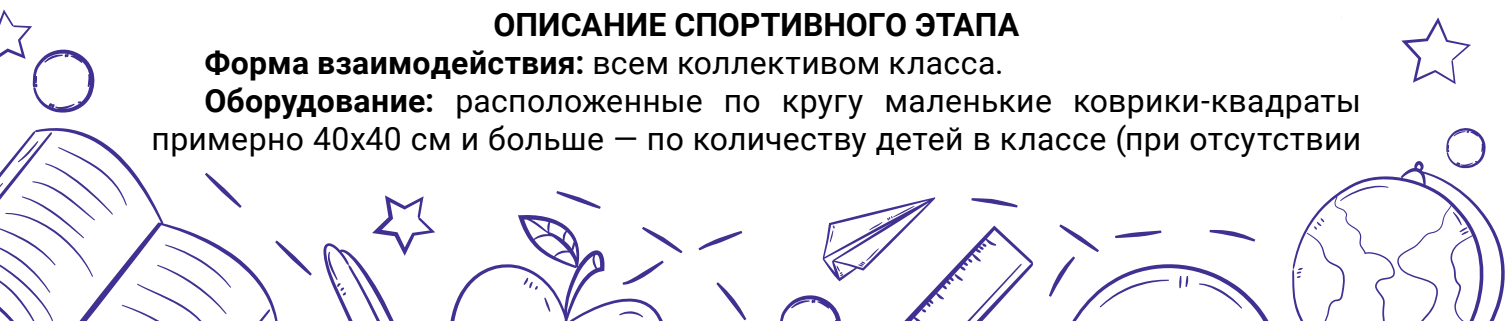 ОПИСАНИЕ СПОРТИВНОГО ЭТАПА
Форма взаимодействия: всем коллективом класса.
Оборудование: расположенные по кругу маленькие коврики-квадраты
примерно 40х40 см и больше — по количеству детей в классе (при отсутствии